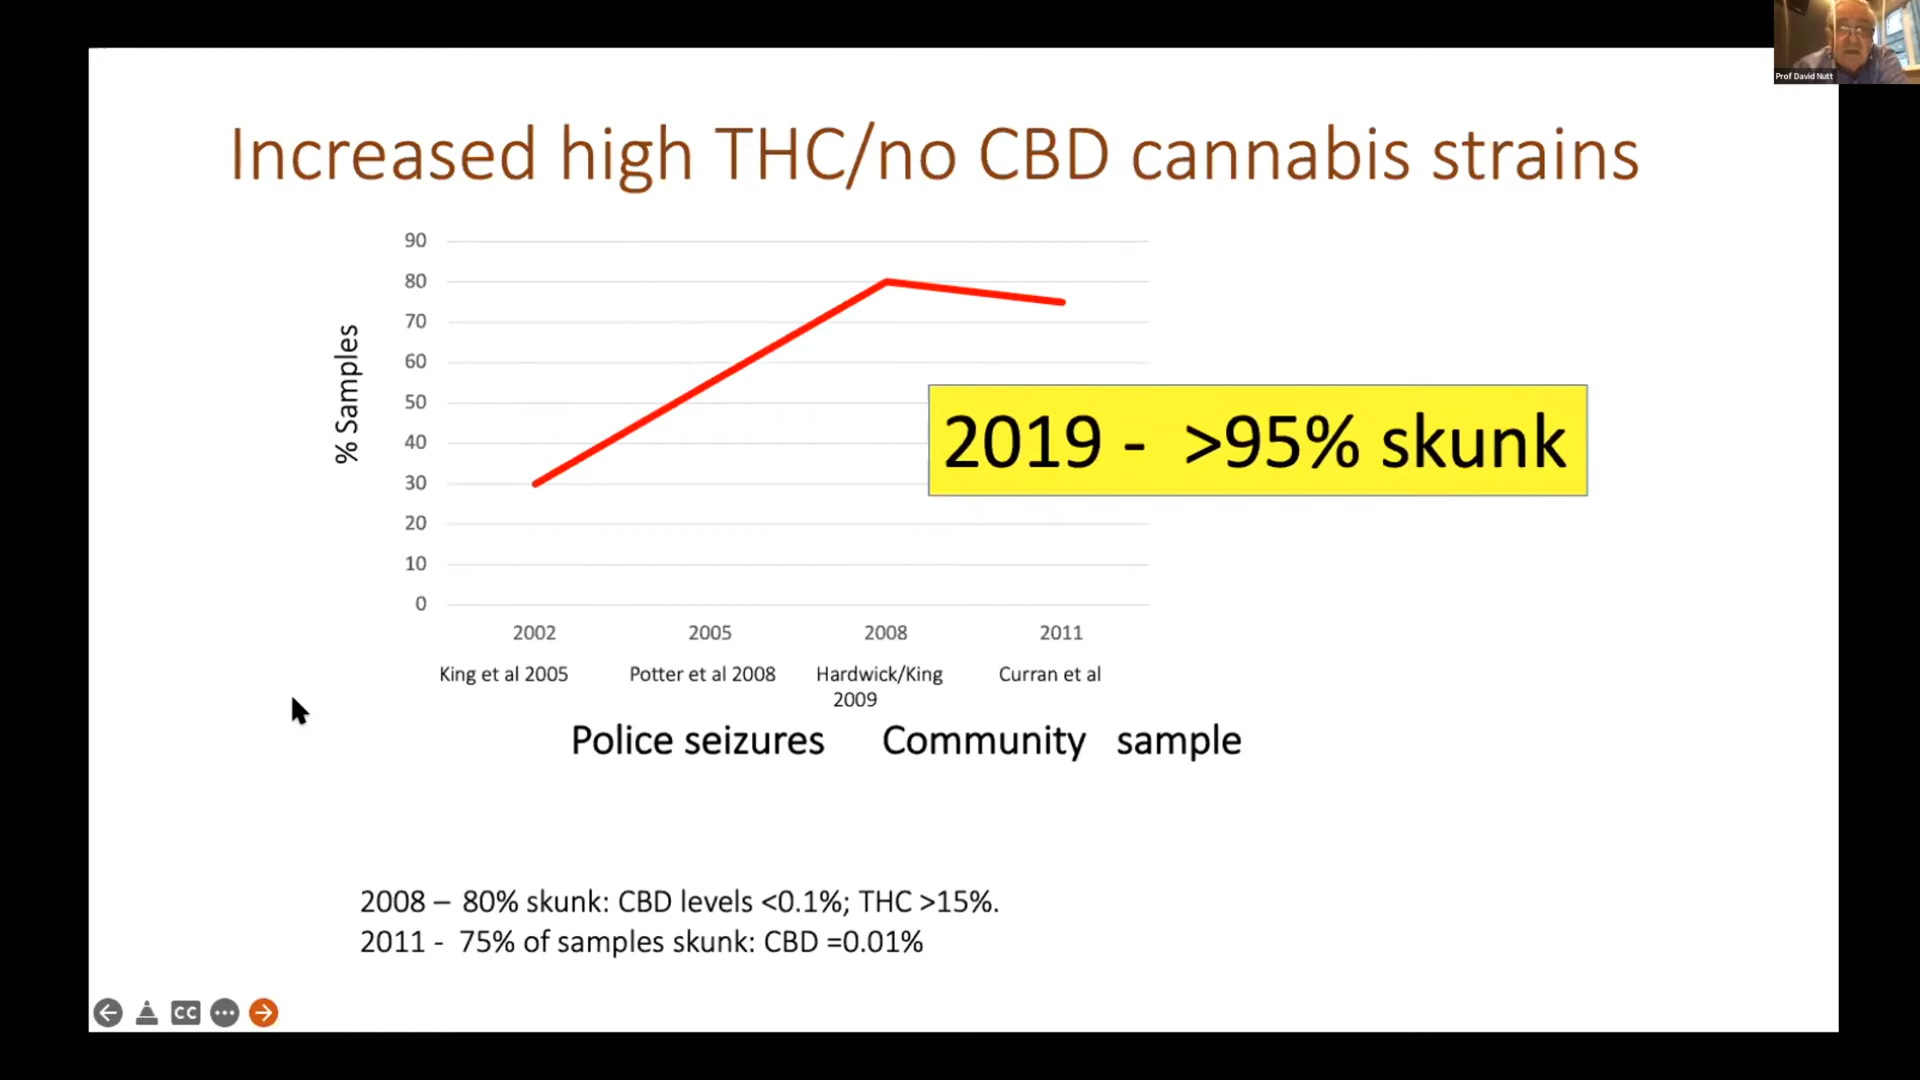 Prof David Nutt
Increased high THC/no CBD cannabis strains
90
80
70
60
50
40
30
20
10
0
% Samples
2019 - >95% skunk
2002 2005 2008 2011
King et al 2005 Potter et al 2008 Hardwick/King 2009 Curran et al
Police seizures Community sample
2008 – 80% skunk: CBD levels <0.1%; THC >15%.
2011 - 75% of samples skunk: CBD =0.01%
CC